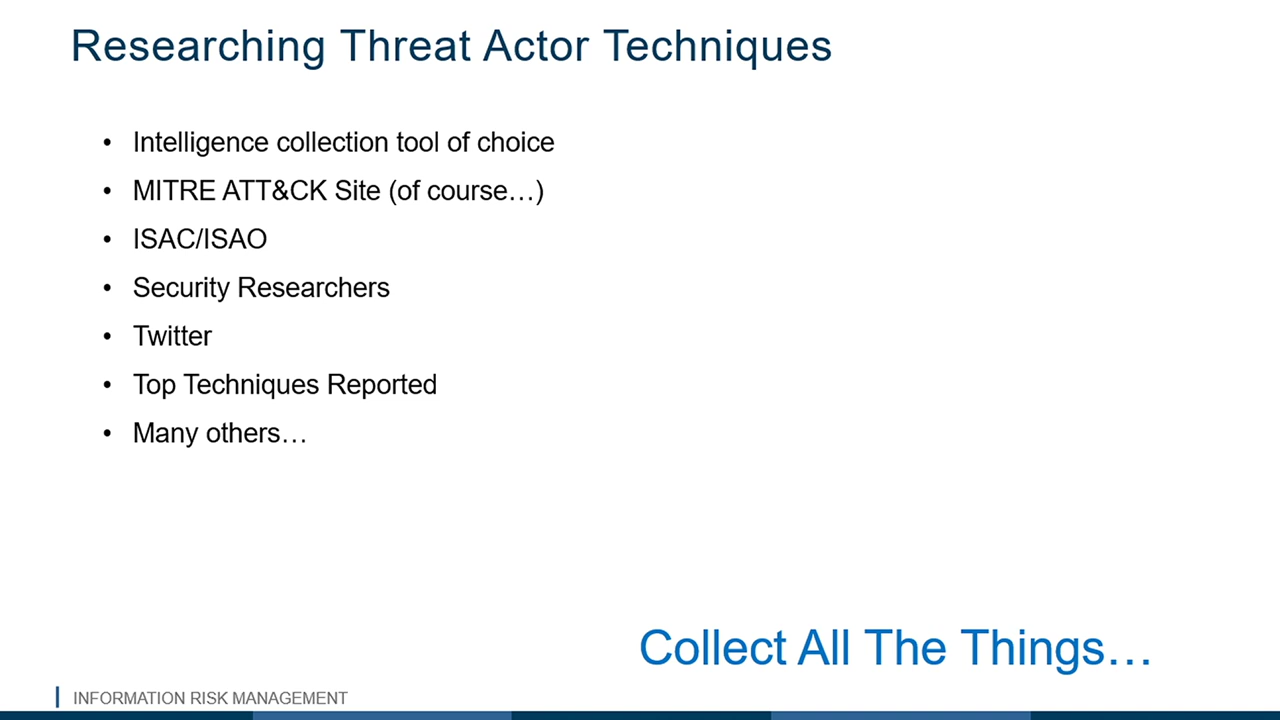 Researching Threat Actor Techniques
• Intelligence collection tool of choice
• MITRE ATT&CK Site (of course…)
• ISAC/ISAO
• Security Researchers
• Twitter
• Top Techniques Reported
• Many others…
Collect All The Things…
INFORMATION RISK MANAGEMENT